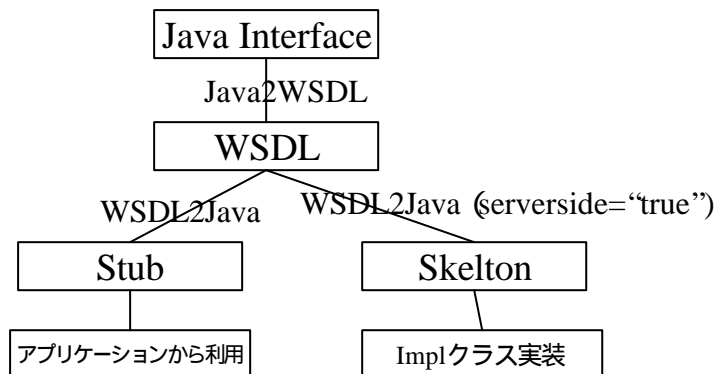 Java Interface
Java2WSDL
WSDL
WSDL2Java
WSDL2Java (serverside=“true”)
Stub
Skelton
アプリケーションから利用
Implクラス実装